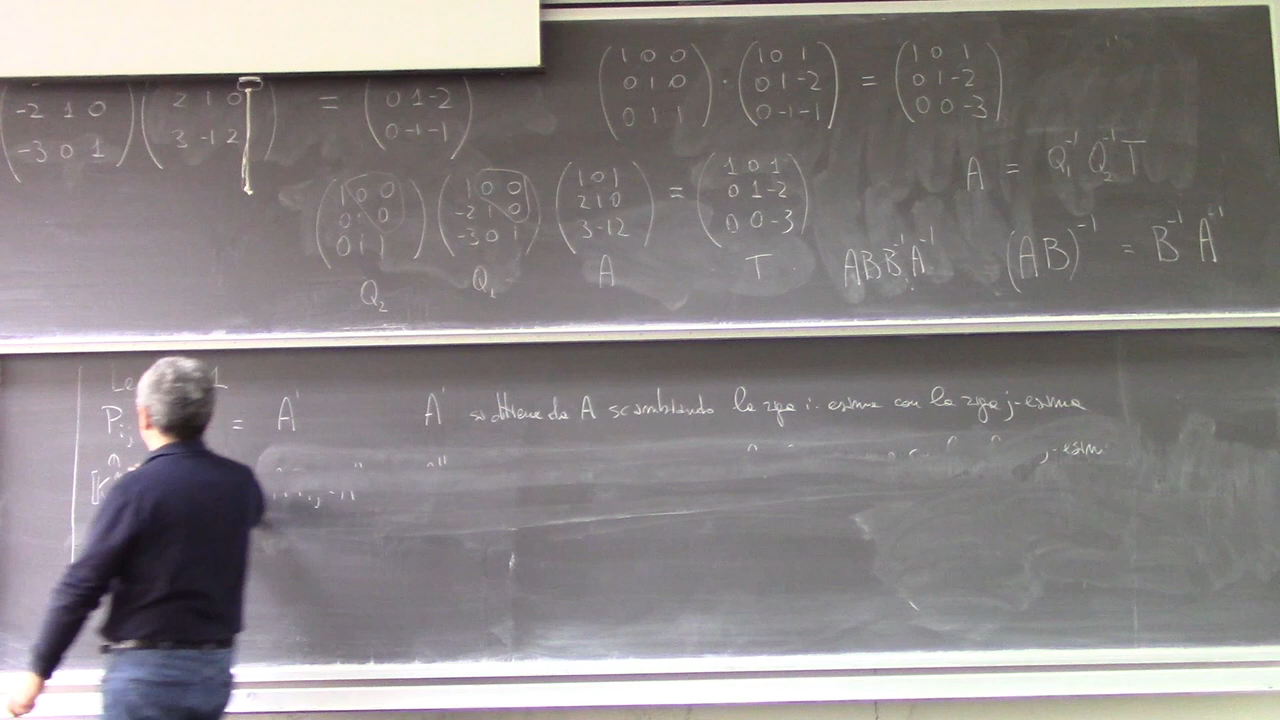 (1 0 0) (1 0 1) (1 0 1)
(-2 1 0) (2 1 0) = (0 1 -2) (0 1 0) · (0 1 -2) = (0 1 -2)
(-3 0 1) (3 -1 2) (0 -1 -1) (0 1 1) (0 -1 -1) (0 0 -3)
(1 0 0) (1 0 0) (1 0 1) (1 0 1) A = Q₁⁻¹ Q₂⁻¹ T
(0 1 0) (-2 1 0) (2 1 0) = (0 1 -2)
(0 1 1) (-3 0 1) (3 -1 2) (0 0 -3) ABB⁻¹A⁻¹ (AB)⁻¹ = B⁻¹ A⁻¹
Q₂ Q₁ A T
= A' A' si ottiene da A scambiando la riga i-esima con la riga j-esima